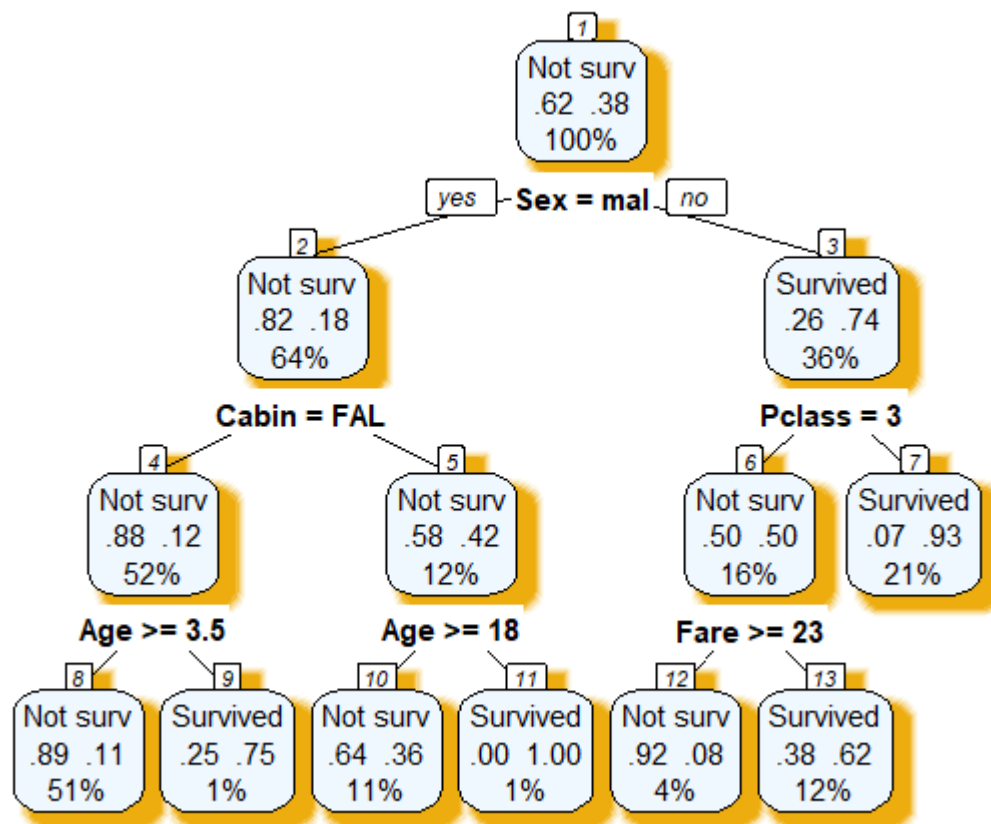 1
Not surv
.62 .38
100%
yes Sex = mal no
2
Not surv
.82 .18
64%
3
Survived
.26 .74
36%
Cabin = FAL
Pclass = 3
4
Not surv
.88 .12
52%
5
Not surv
.58 .42
12%
6
Not surv
.50 .50
16%
7
Survived
.07 .93
21%
Age >= 3.5
Age >= 18
Fare >= 23
8
Not surv
.89 .11
51%
9
Survived
.25 .75
1%
10
Not surv
.64 .36
11%
11
Survived
.00 1.00
1%
12
Not surv
.92 .08
4%
13
Survived
.38 .62
12%